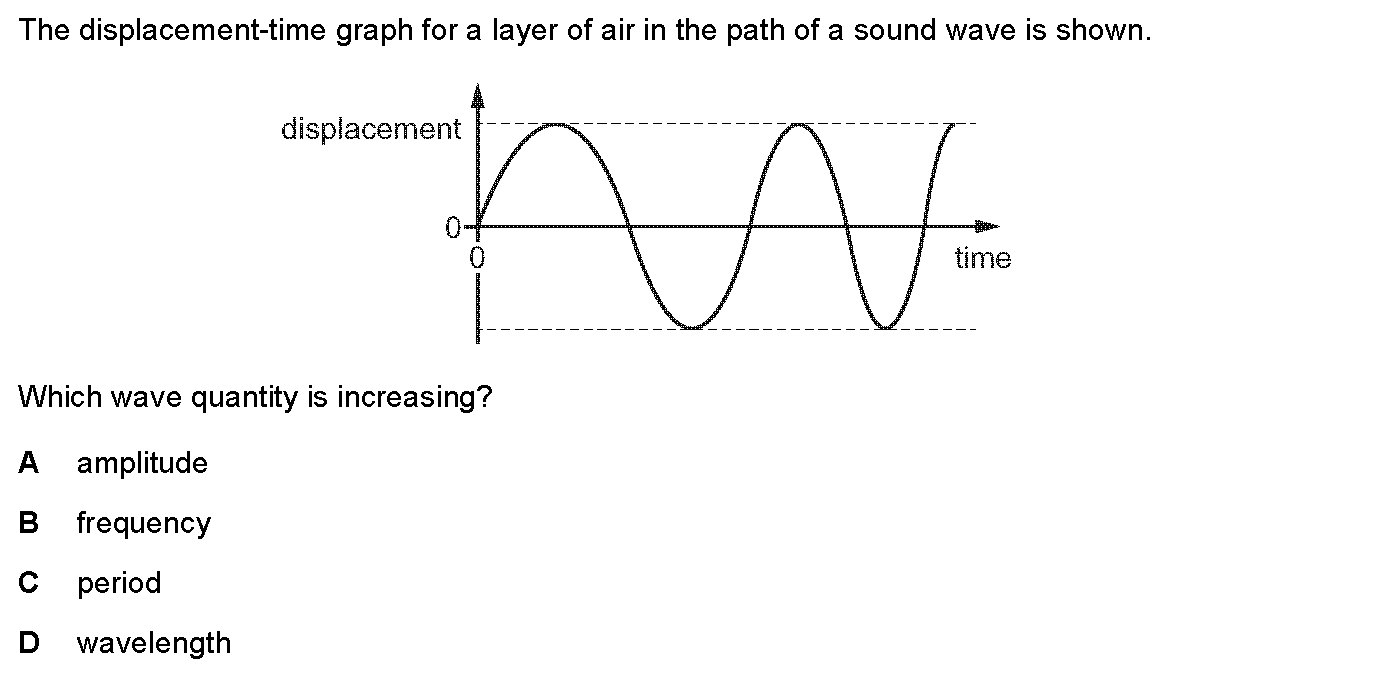 The displacement-time graph for a layer of air in the path of a sound wave is shown.
displacement
0
0
time
Which wave quantity is increasing?
A amplitude
B frequency
C period
D wavelength